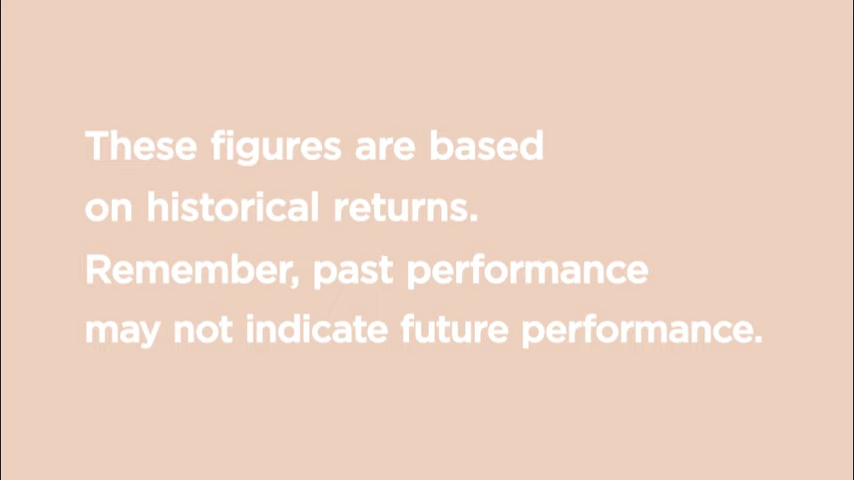 These figures are based
on historical returns.
Remember, past performance
may not indicate future performance.